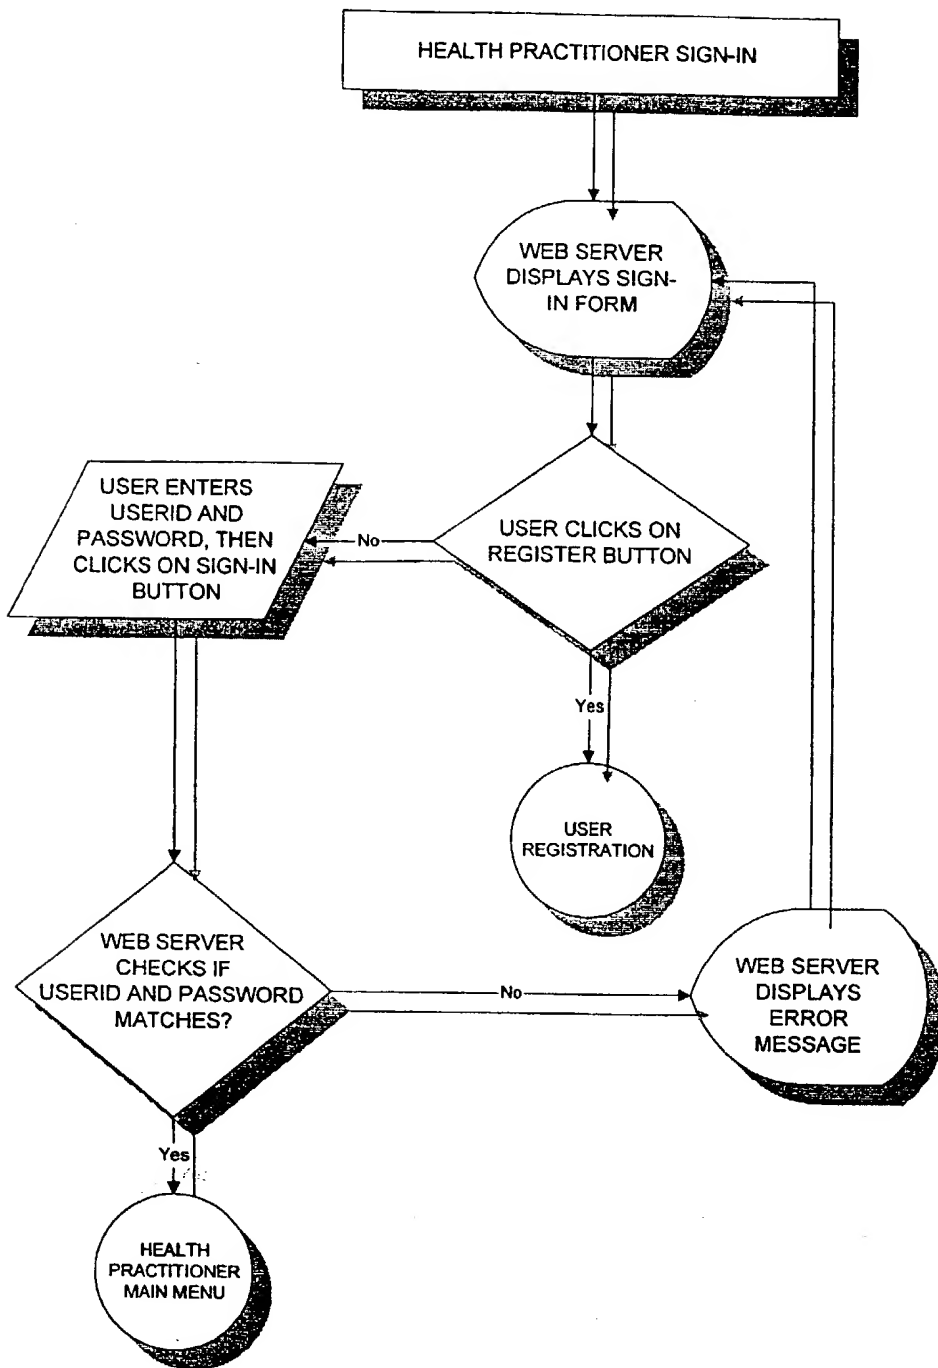 HEALTH PRACTITIONER SIGN-IN
WEB SERVER
DISPLAYS SIGN-
IN FORM
USER ENTERS
USERID AND
PASSWORD, THEN
CLICKS ON SIGN-IN
BUTTON
No
USER CLICKS ON
REGISTER BUTTON
Yes
USER
REGISTRATION
WEB SERVER
CHECKS IF
USERID AND PASSWORD
MATCHES?
No
WEB SERVER
DISPLAYS
ERROR
MESSAGE
Yes
HEALTH
PRACTITIONER
MAIN MENU